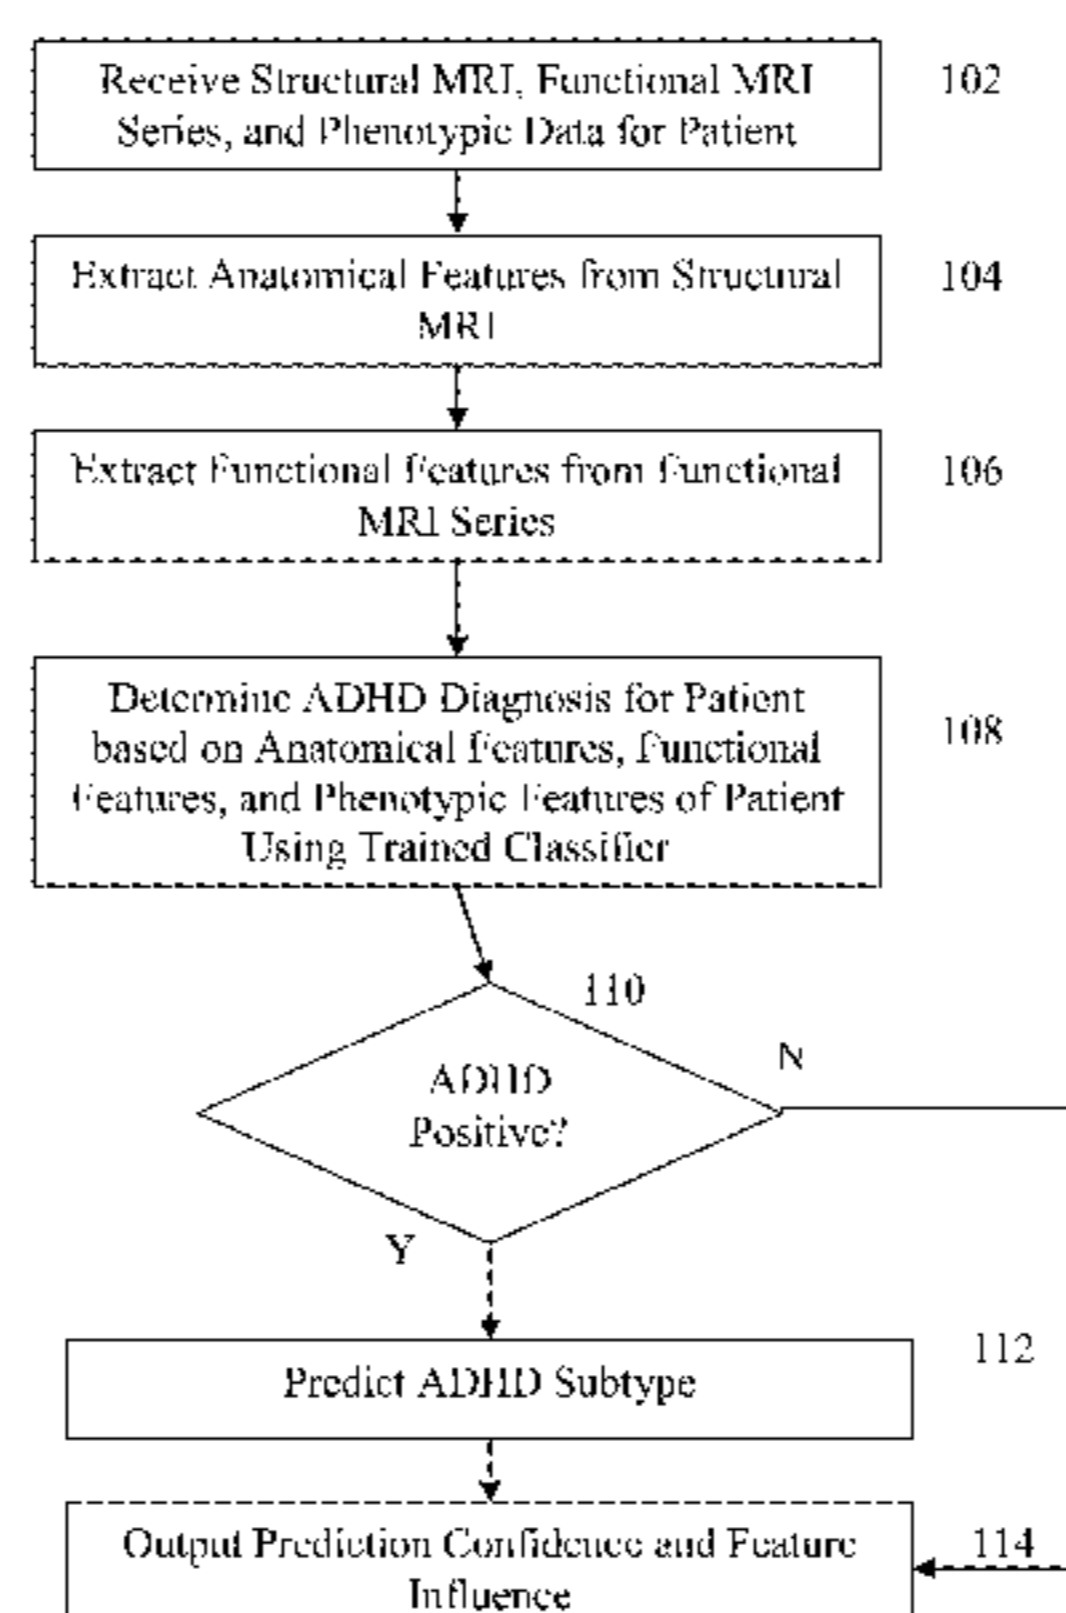 Receive Structural MRI, Functional MRI
Series, and Phenotypic Data for Patient
102
Extract Anatomical Features from Structural
MRI
104
Extract Functional Features from Functional
MRI Series
106
Determine ADHD Diagnosis for Patient
based on Anatomical Features, Functional
Features, and Phenotypic Features of Patient
Using Trained Classifier
108
110
ADHD
Positive?
N
Y
Predict ADHD Subtype
112
Output Prediction Confidence and Feature
Influence
114